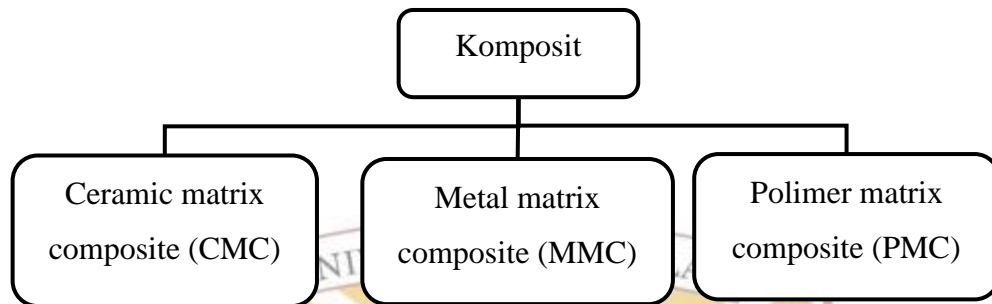 Komposit
Ceramic matrix
composite (CMC)
Metal matrix
composite (MMC)
Polimer matrix
composite (PMC)